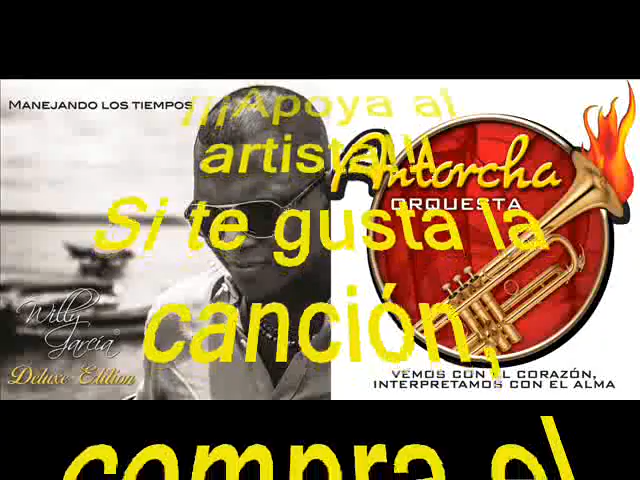 MANEJANDO LOS TIEMPOS
¡¡¡Apoya al
artista!!
Si te gusta la
canción,
compra el
Antorcha
ORQUESTA
Willy
García
Deluxe Edition
VEMOS CON EL CORAZÓN,
INTERPRETAMOS CON EL ALMA